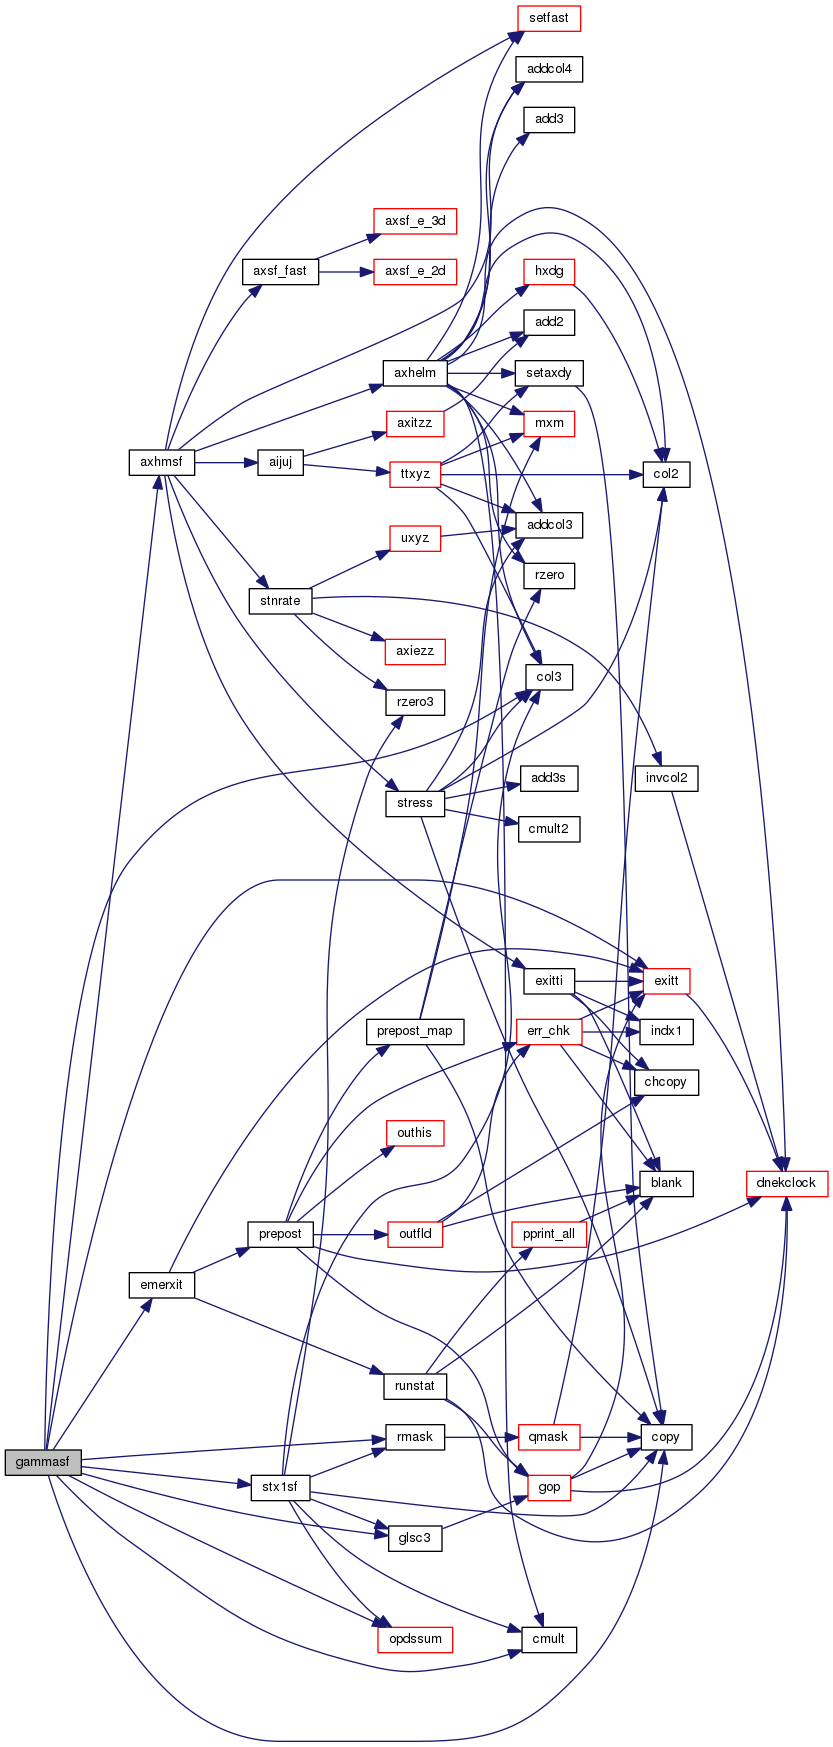 setfast
addcol4
add3
axsf_e_3d
axsf_fast
axsf_e_2d
hxdg
add2
axhelm
setaxdy
axitzz
mxm
axhmsf
aijuj
ttxyz
col2
addcol3
uxyz
rzero
stnrate
axiezz
col3
rzero3
add3s
invcol2
stress
cmult2
exitti
exitt
prepost_map
err_chk
indx1
chcopy
outhis
blank
dnekclock
prepost
outfld
pprint_all
emerxit
runstat
rmask
qmask
copy
gammasf
stx1sf
gop
glsc3
opdssum
cmult